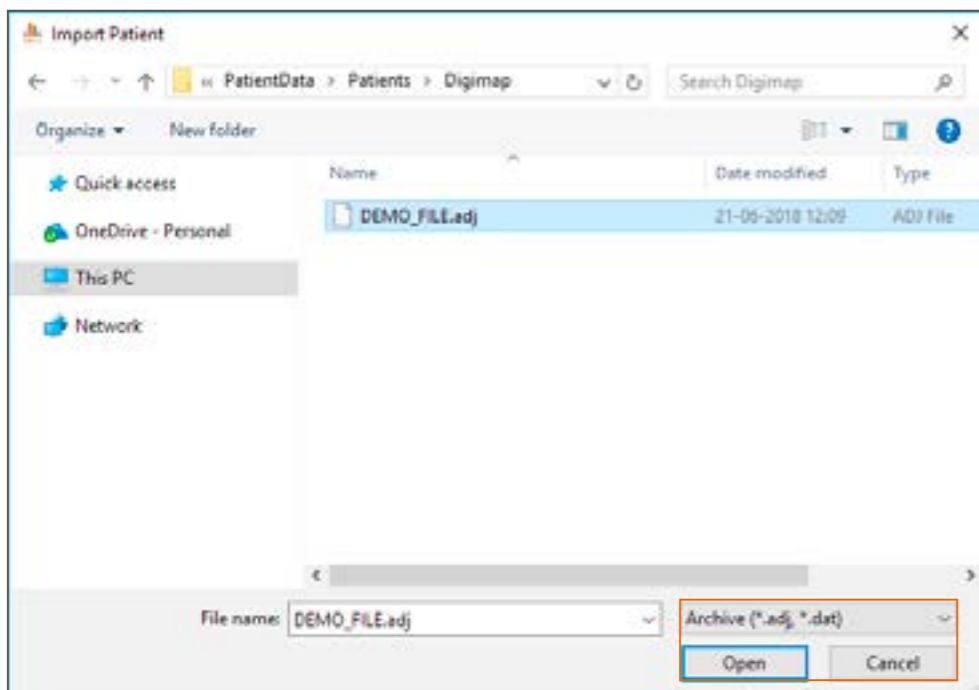 Import Patient
« PatientData > Patients > Digimap
Search Digimap
Organize
New folder
Quick access
OneDrive - Personal
This PC
Network
Name
Date modified
Type
DEMO_FILE.adj
21-06-2018 12:09
ADJ File
File name:
DEMO_FILE.adj
Archive (*.adj, *.dat)
Open
Cancel